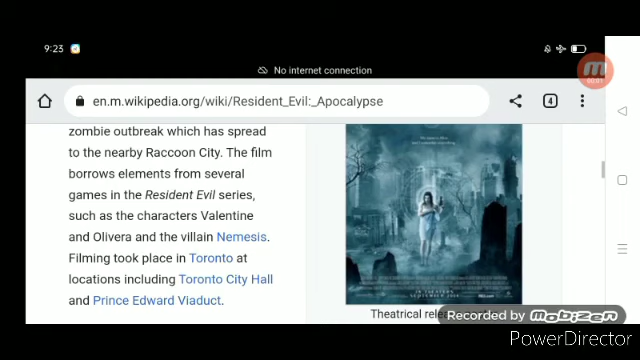 9:23
No internet connection
en.m.wikipedia.org/wiki/Resident_Evil:_Apocalypse
4
zombie outbreak which has spread
to the nearby Raccoon City. The film
borrows elements from several
games in the Resident Evil series,
such as the characters Valentine
and Olivera and the villain Nemesis.
Filming took place in Toronto at
locations including Toronto City Hall
and Prince Edward Viaduct.
Theatrical
Recorded by Mobizen
PowerDirector